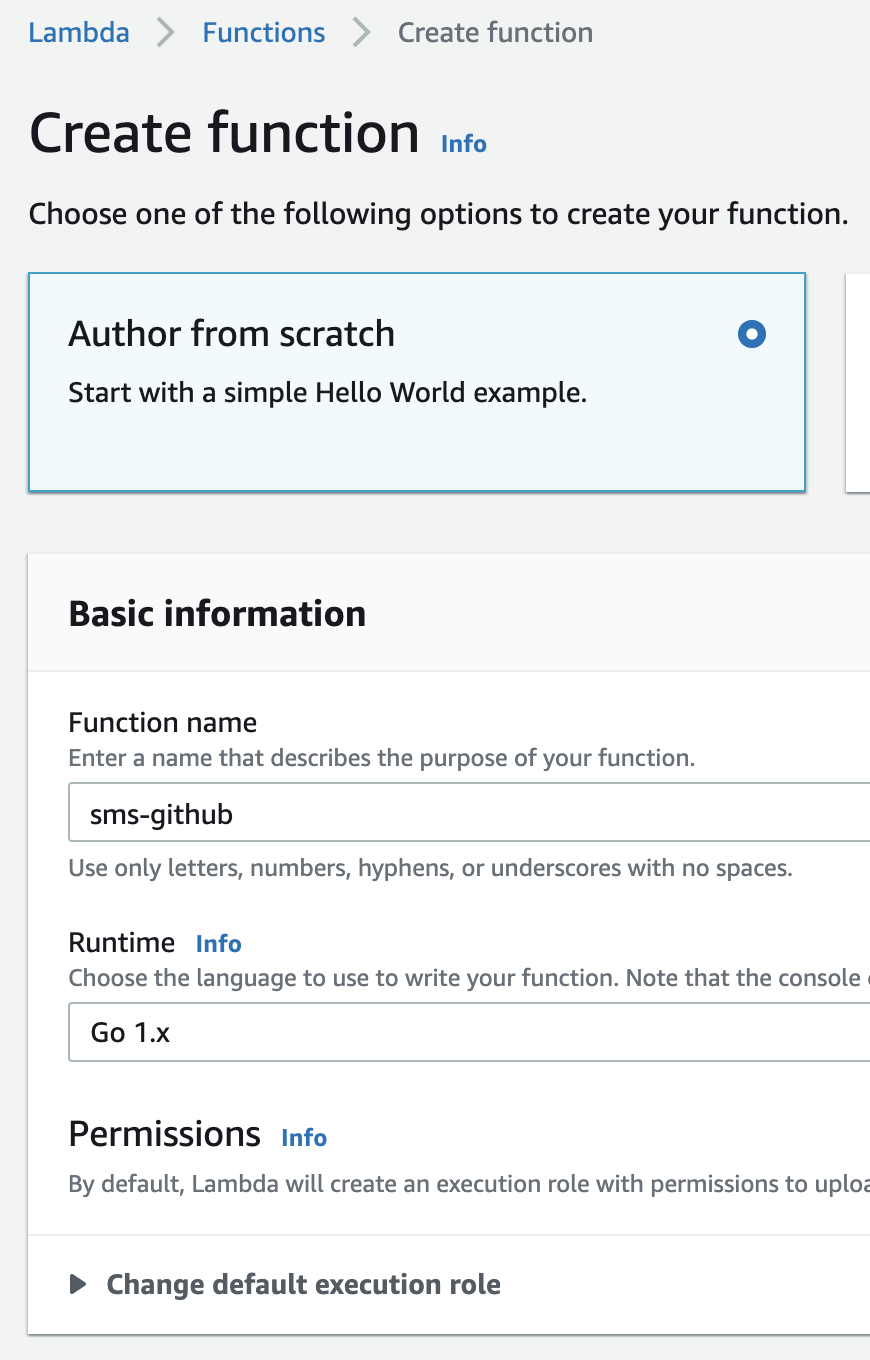 Lambda > Functions > Create function
Create function Info
Choose one of the following options to create your function.
Author from scratch
Start with a simple Hello World example.
Basic information
Function name
Enter a name that describes the purpose of your function.
sms-github
Use only letters, numbers, hyphens, or underscores with no spaces.
Runtime Info
Choose the language to use to write your function. Note that the console
Go 1.x
Permissions Info
By default, Lambda will create an execution role with permissions to uploa
Change default execution role